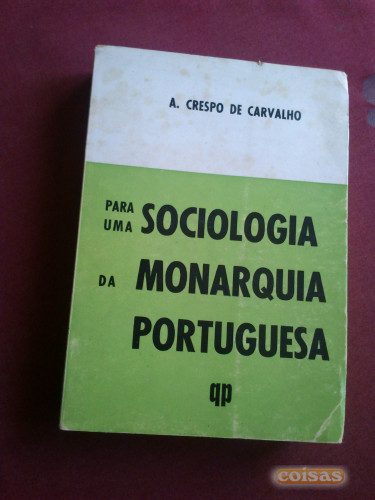 A. CRESPO DE CARVALHO
PARA UMA SOCIOLOGIA
DA MONARQUIA
PORTUGUESA
qp
coisas